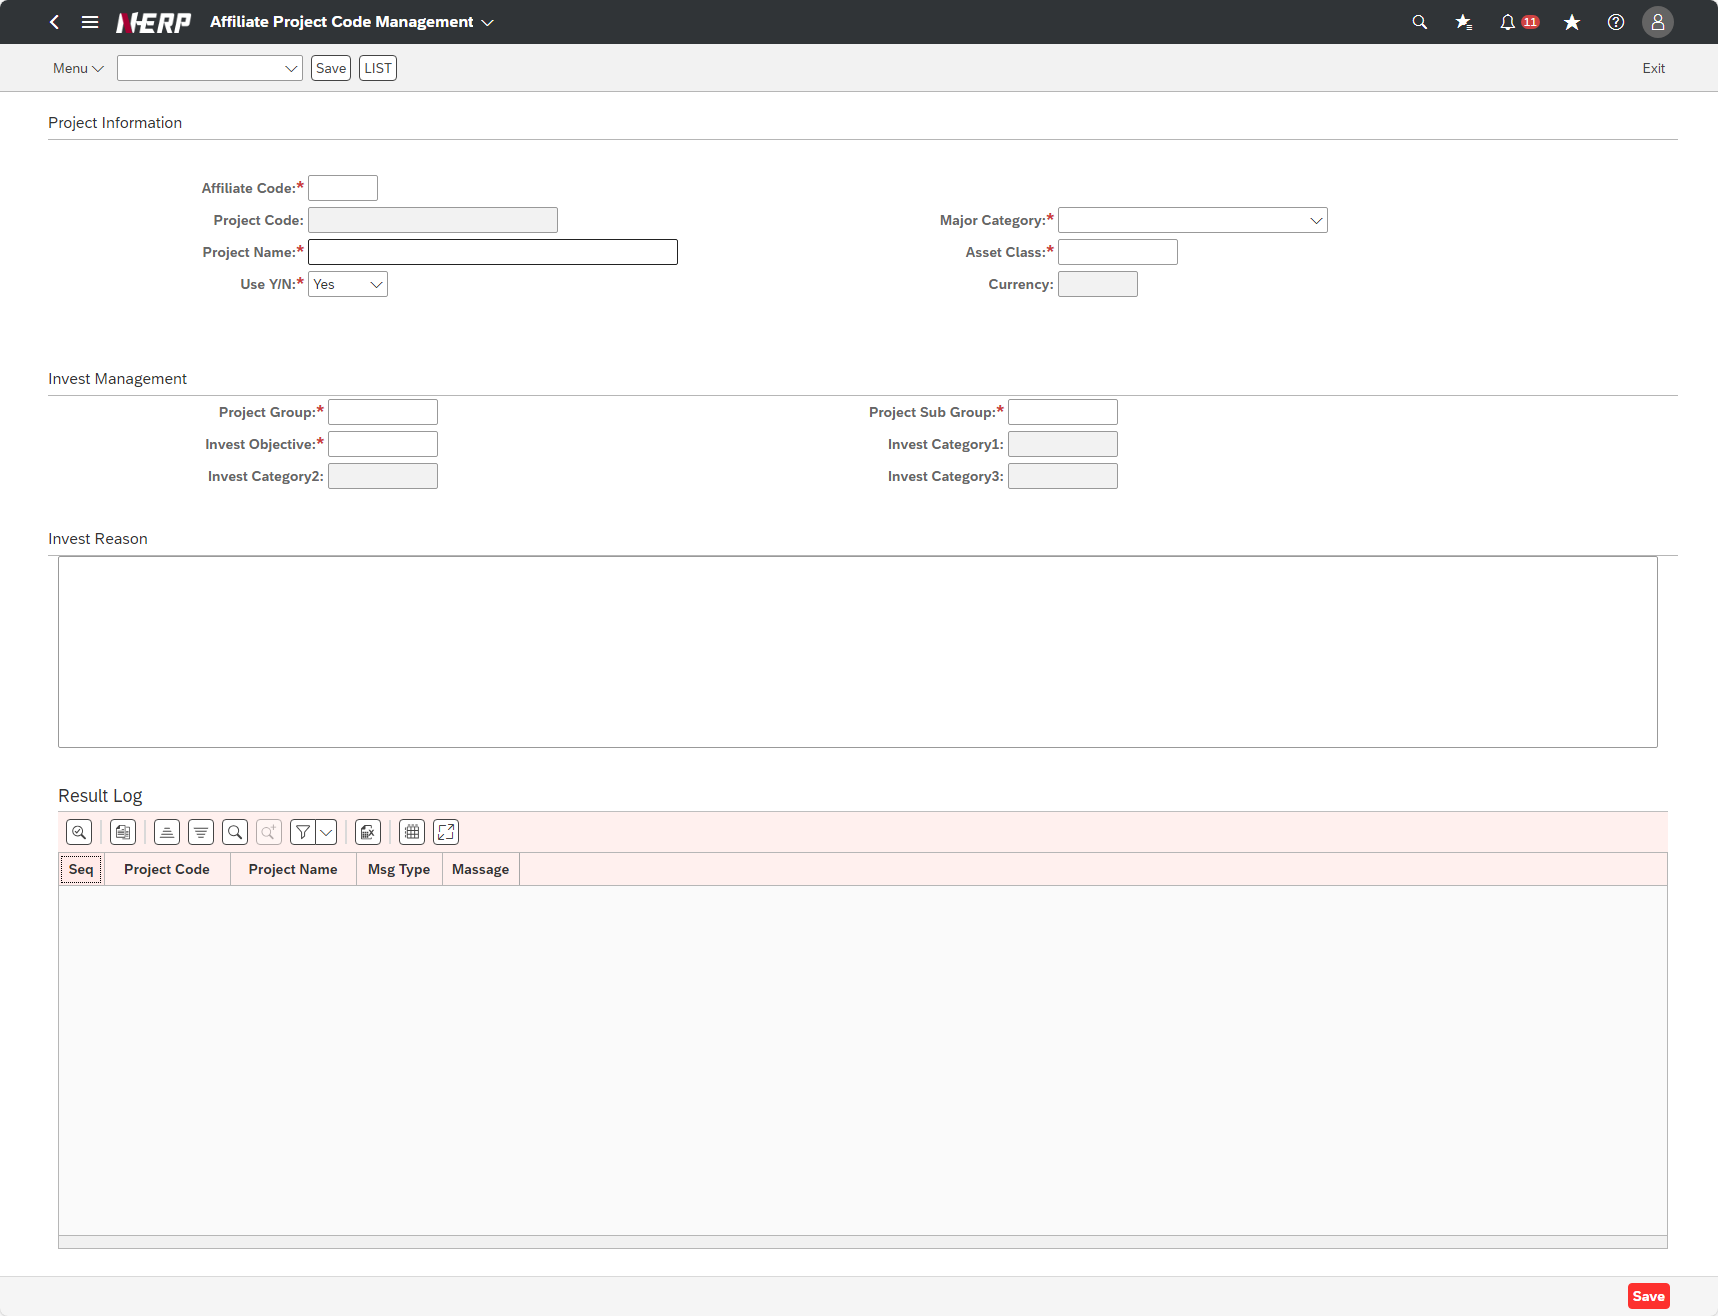 NERP Affiliate Project Code Management 11
Menu Save LIST Exit
Project Information
Affiliate Code:*
Project Code: Major Category:*
Project Name:* Asset Class:*
Use Y/N:* Yes Currency:
Invest Management
Project Group:* Project Sub Group:*
Invest Objective:* Invest Category1:
Invest Category2: Invest Category3:
Invest Reason
Result Log
Seq Project Code Project Name Msg Type Massage
Save